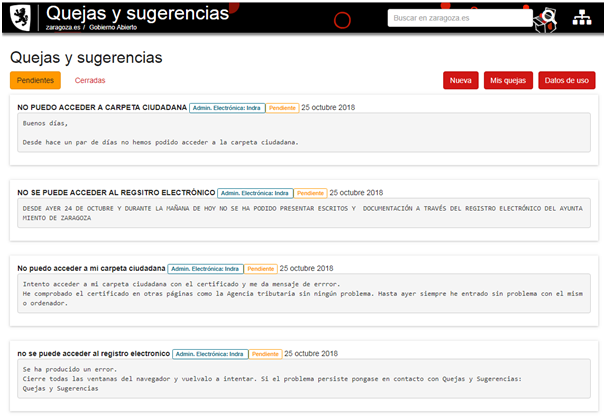 Quejas y sugerencias
zaragoza.es / Gobierno Abierto
Buscar en zaragoza.es
Quejas y sugerencias
Pendientes Cerradas Nueva Mis quejas Datos de uso
NO PUEDO ACCEDER A CARPETA CIUDADANA Admin. Electrónica: Indra Pendiente 25 octubre 2018
Buenos días,
Desde hace un par de días no hemos podido acceder a la carpeta ciudadana.
NO SE PUEDE ACCEDER AL REGSITRO ELECTRÓNICO Admin. Electrónica: Indra Pendiente 25 octubre 2018
DESDE AYER 24 DE OCTUBRE Y DURANTE LA MAÑANA DE HOY NO SE HA PODIDO PRESENTAR ESCRITOS Y DOCUMENTACIÓN A TRAVÉS DEL REGISTRO ELECTRÓNICO DEL AYUNTA
MIENTO DE ZARAGOZA
No puedo acceder a mi carpeta ciudadana Admin. Electrónica: Indra Pendiente 25 octubre 2018
Intento acceder a mi carpeta ciudadana con el certificado y me da mensaje de errror.
He comprobado el certificado en otras páginas como la Agencia tributaria sin ningún problema. Hasta ayer siempre he entrado sin problema con el mism
o ordenador.
no se puede acceder al registro electronico Admin. Electrónica: Indra Pendiente 25 octubre 2018
Se ha producido un error.
Cierre todas las ventanas del navegador y vuelvalo a intentar. Si el problema persiste pongase en contacto con Quejas y Sugerencias:
Quejas y Sugerencias